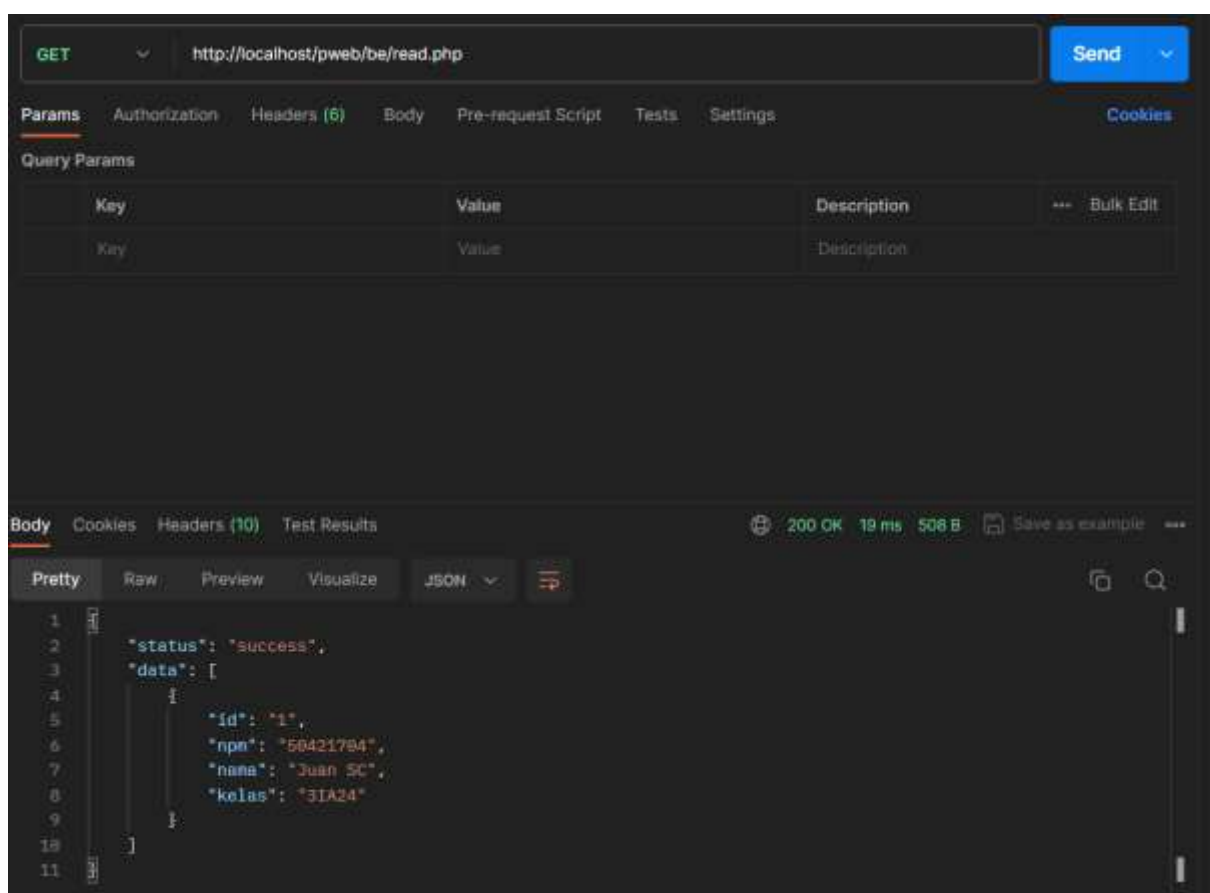 GET http://localhost/pweb/be/read.php Send
Params Authorization Headers (6) Body Pre-request Script Tests Settings Cookies
Query Params
Key Value Description ••• Bulk Edit
Key Value Description
Body Cookies Headers (10) Test Results 200 OK 19 ms 508 B Save as example •••
Pretty Raw Preview Visualize JSON
1 {
2 "status": "success",
3 "data": [
4 {
5 "id": "1",
6 "npm": "50421704",
7 "nama": "Juan SC",
8 "kelas": "3IA24"
9 }
10 ]
11 }